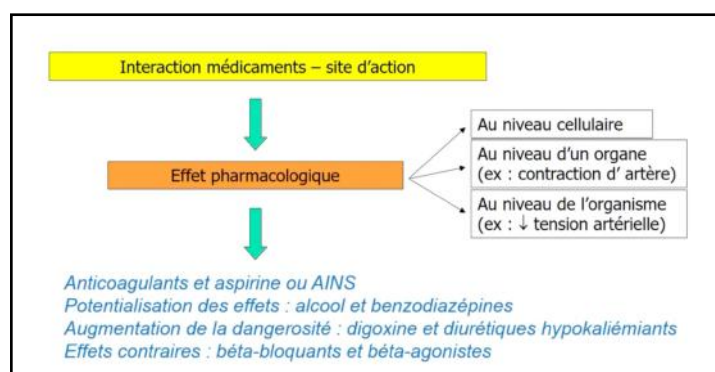 Interaction médicaments – site d'action
Au niveau cellulaire
Au niveau d'un organe
(ex : contraction d' artère)
Effet pharmacologique
Au niveau de l'organisme
(ex : ↓ tension artérielle)
Anticoagulants et aspirine ou AINS
Potentialisation des effets : alcool et benzodiazépines
Augmentation de la dangerosité : digoxine et diurétiques hypokaliémiants
Effets contraires : béta-bloquants et béta-agonistes